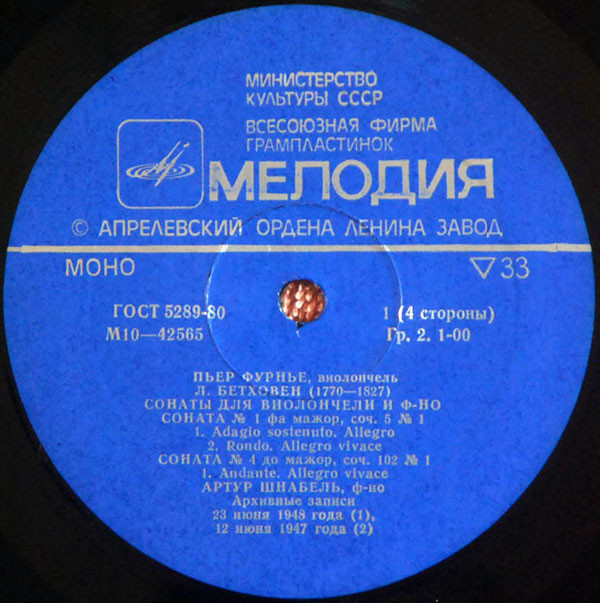 МИНИСТЕРСТВО
КУЛЬТУРЫ СССР
ВСЕСОЮЗНАЯ ФИРМА
ГРАМПЛАСТИНОК
МЕЛОДИЯ
© АПРЕЛЕВСКИЙ ОРДЕНА ЛЕНИНА ЗАВОД
МОНО ▽33
ГОСТ 5289-80 1 (4 стороны)
М10—42565 Гр. 2. 1-00
ПЬЕР ФУРНЬЕ, виолончель
Л. БЕТХОВЕН (1770—1827)
СОНАТЫ ДЛЯ ВИОЛОНЧЕЛИ И Ф-НО
СОНАТА № 1 фа мажор, соч. 5 № 1
1. Adagio sostenuto. Allegro
2. Rondo. Allegro vivace
СОНАТА № 4 до мажор, соч. 102 № 1
1. Andante. Allegro vivace
АРТУР ШНАБЕЛЬ, ф-но
Архивные записи
23 июня 1948 года (1),
12 июня 1947 года (2)